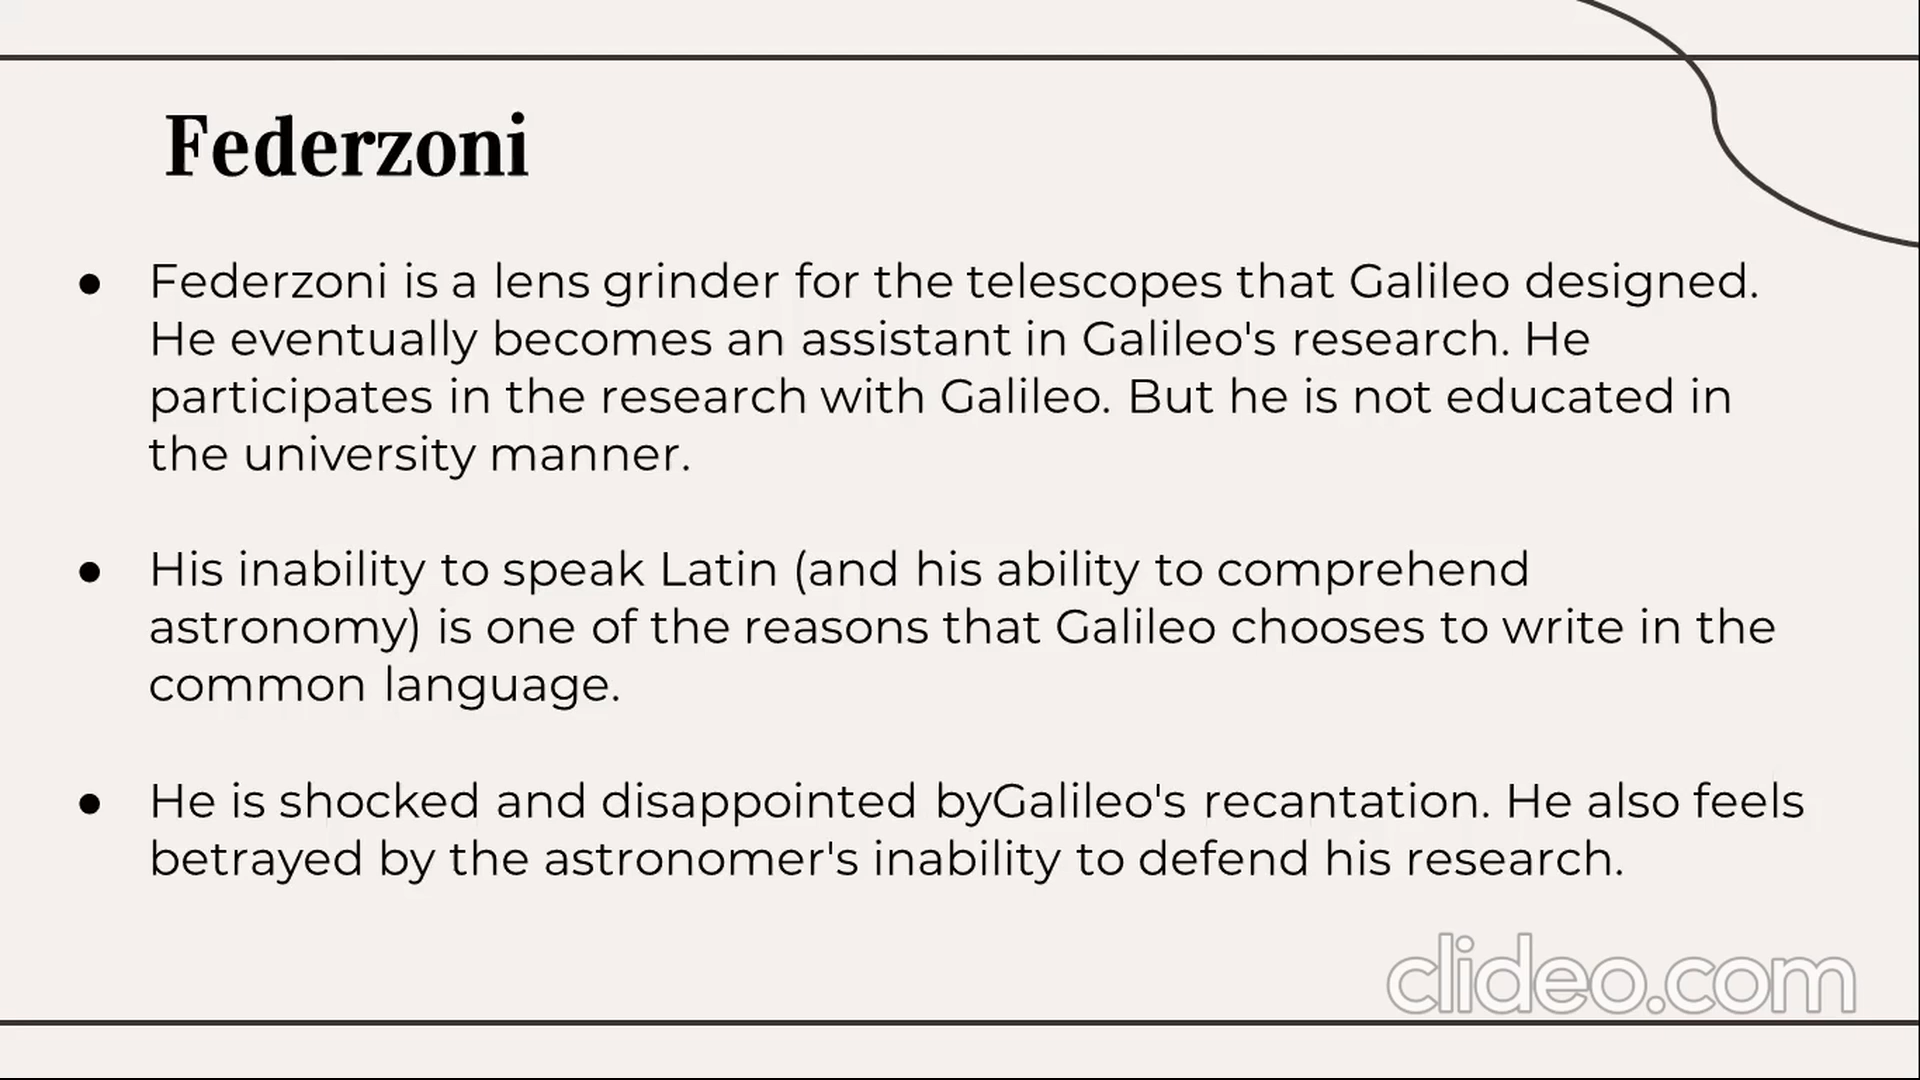 Federzoni
● Federzoni is a lens grinder for the telescopes that Galileo designed.
He eventually becomes an assistant in Galileo's research. He
participates in the research with Galileo. But he is not educated in
the university manner.
● His inability to speak Latin (and his ability to comprehend
astronomy) is one of the reasons that Galileo chooses to write in the
common language.
● He is shocked and disappointed byGalileo's recantation. He also feels
betrayed by the astronomer's inability to defend his research.
clideo.com